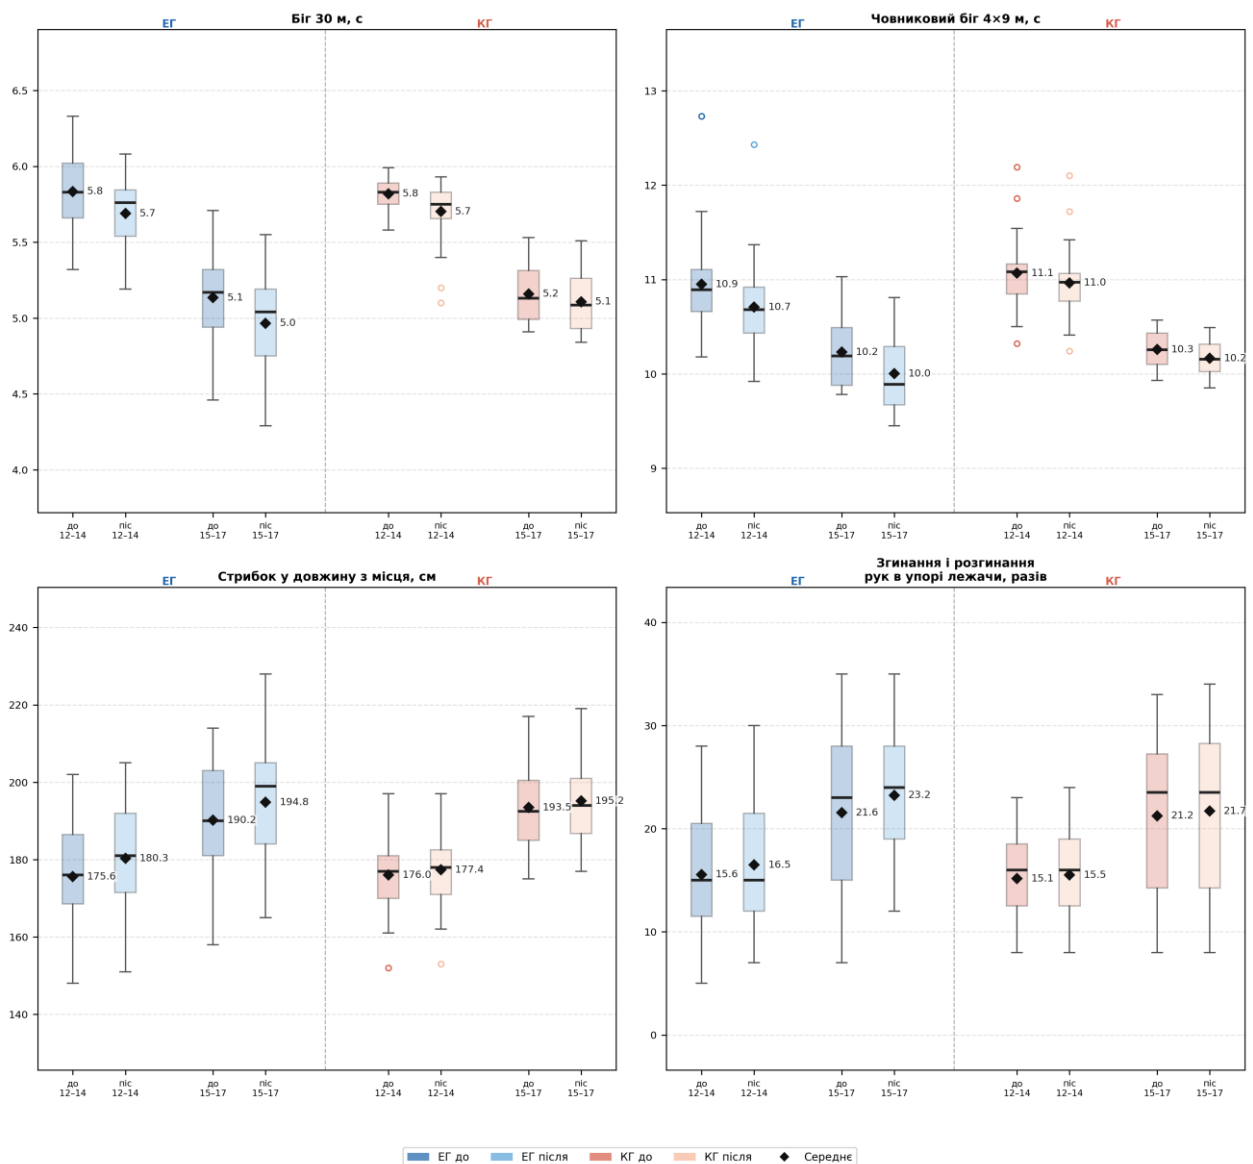 Біг 30 м, с
ЕГ
КГ
6.5
6.0
5.5
5.0
4.5
4.0
5.8
5.7
5.1
5.0
5.8
5.7
5.2
5.1
до
12–14
піс
12–14
до
15–17
піс
15–17
до
12–14
піс
12–14
до
15–17
піс
15–17
Човниковий біг 4×9 м, с
ЕГ
КГ
13
12
11
10
9
10.9
10.7
10.2
10.0
11.1
11.0
10.3
10.2
до
12–14
піс
12–14
до
15–17
піс
15–17
до
12–14
піс
12–14
до
15–17
піс
15–17
Стрибок у довжину з місця, см
ЕГ
КГ
240
220
200
180
160
140
175.6
180.3
190.2
194.8
176.0
177.4
193.5
195.2
до
12–14
піс
12–14
до
15–17
піс
15–17
до
12–14
піс
12–14
до
15–17
піс
15–17
Згинання і розгинання
рук в упорі лежачи, разів
ЕГ
КГ
40
30
20
10
0
15.6
16.5
21.6
23.2
15.1
15.5
21.2
21.7
до
12–14
піс
12–14
до
15–17
піс
15–17
до
12–14
піс
12–14
до
15–17
піс
15–17
ЕГ до
ЕГ після
КГ до
КГ після
Середнє